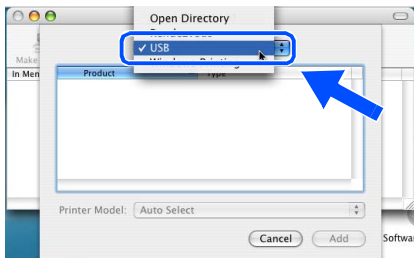 Open Directory
✓ USB
Make
In Men
Product
Type
Printer Model: Auto Select
Cancel Add
Softwa